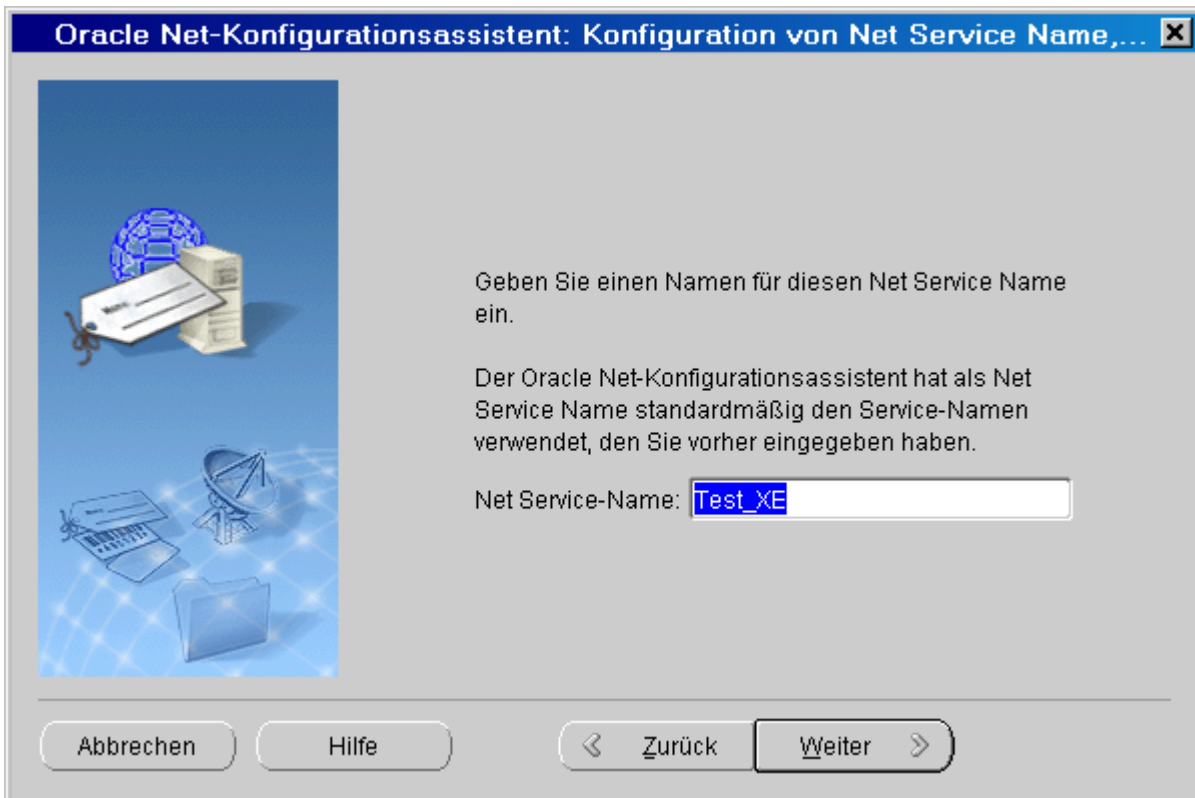 Oracle Net-Konfigurationsassistent: Konfiguration von Net Service Name,...
Geben Sie einen Namen für diesen Net Service Name
ein.
Der Oracle Net-Konfigurationsassistent hat als Net
Service Name standardmäßig den Service-Namen
verwendet, den Sie vorher eingegeben haben.
Net Service-Name: Test_XE
Abbrechen Hilfe Zurück Weiter